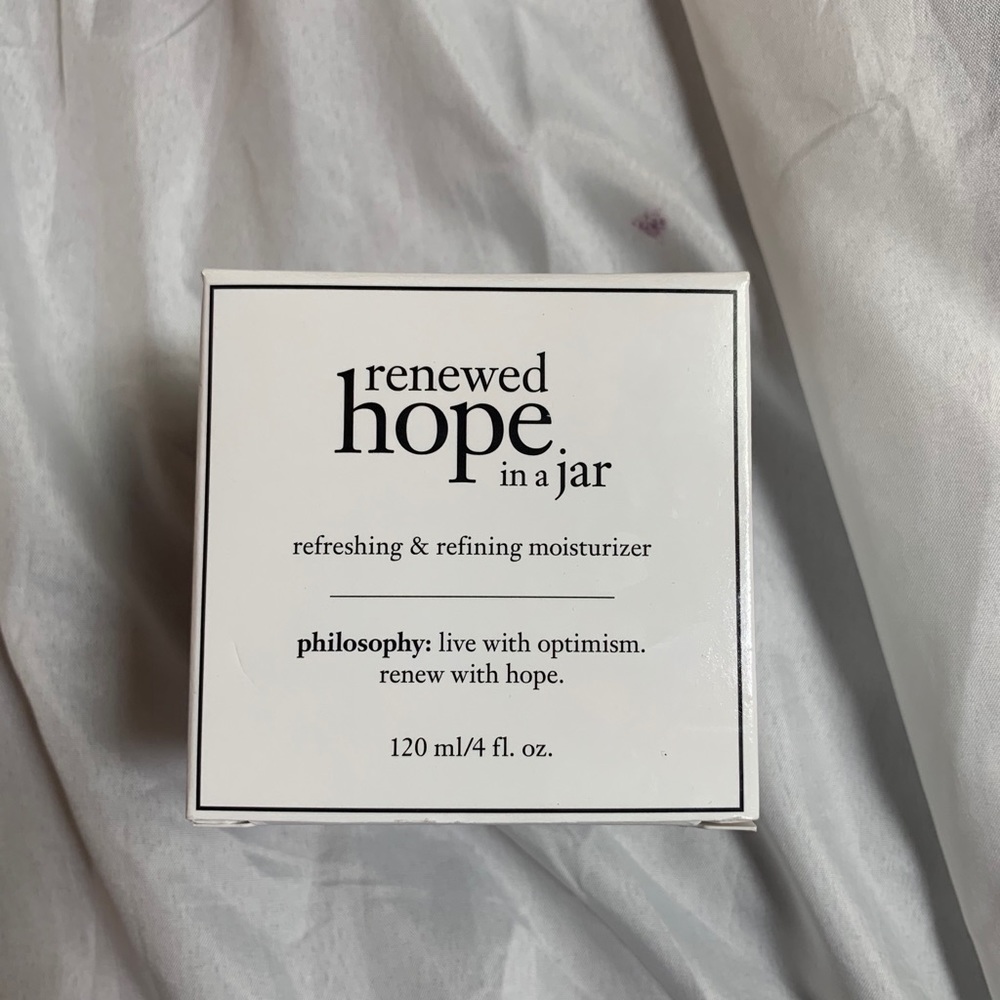 renewed
hope
in a jar
refreshing & refining moisturizer
philosophy: live with optimism.
renew with hope.
120 ml/4 fl. oz.